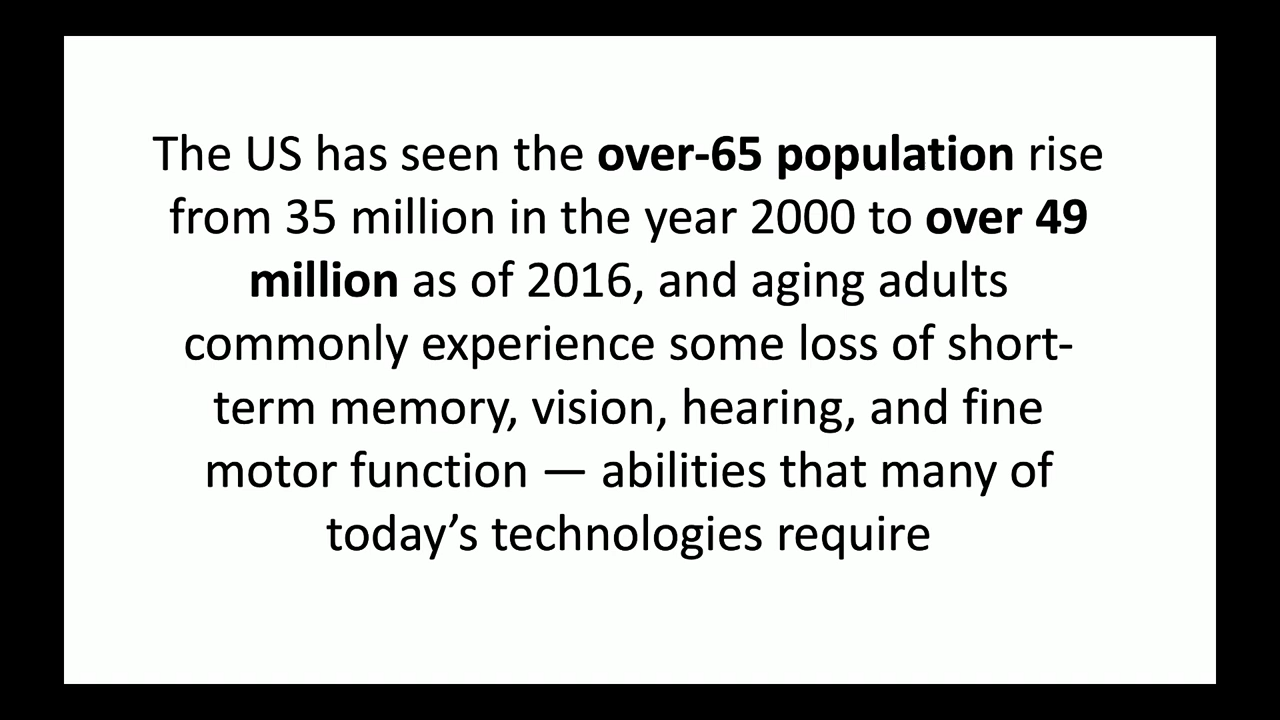 The US has seen the over-65 population rise
from 35 million in the year 2000 to over 49
million as of 2016, and aging adults
commonly experience some loss of short-
term memory, vision, hearing, and fine
motor function — abilities that many of
today’s technologies require